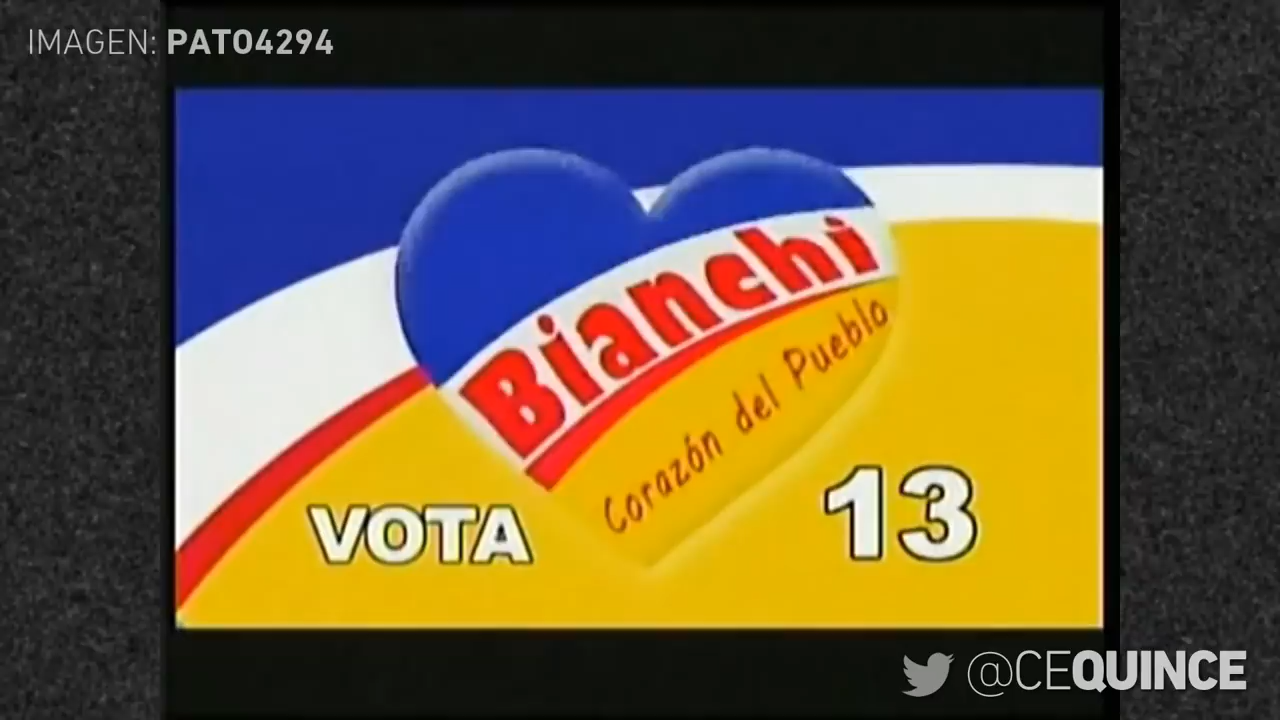 IMAGEN: PATO4294
Bianchi
Corazón del Pueblo
VOTA
13
@CEQUINCE